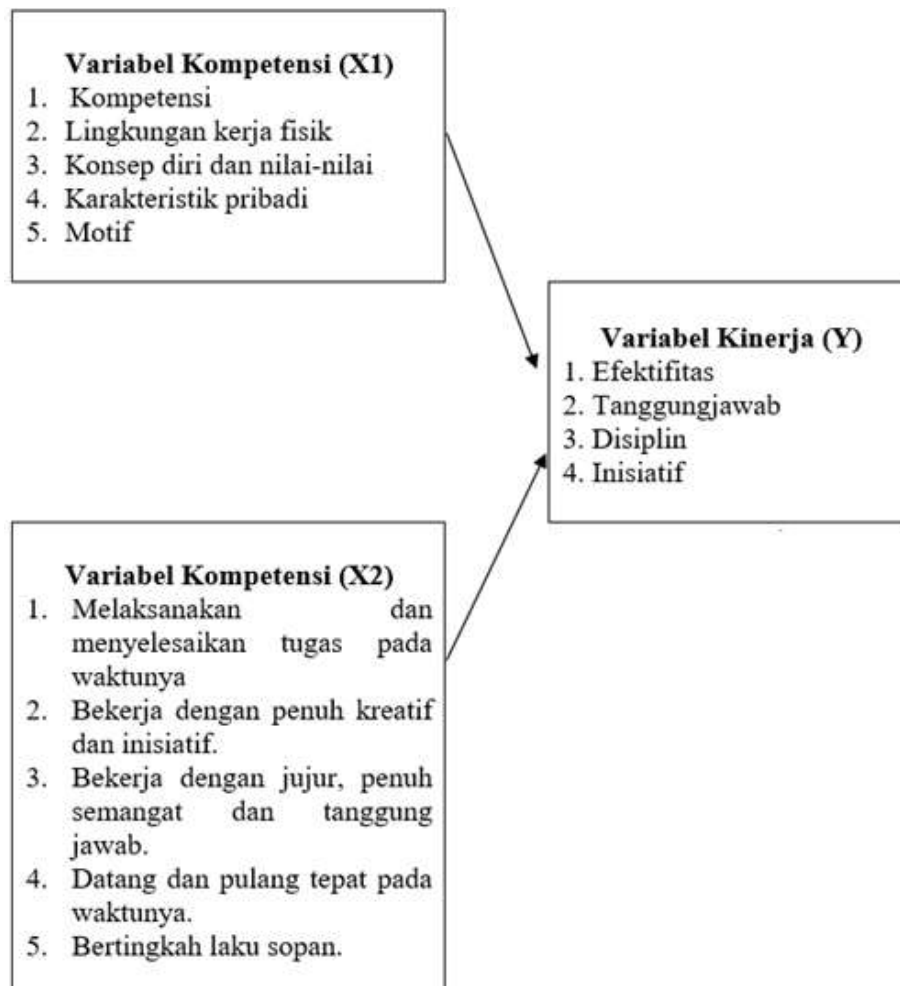 Variabel Kompetensi (X1)
1. Kompetensi
2. Lingkungan kerja fisik
3. Konsep diri dan nilai-nilai
4. Karakteristik pribadi
5. Motif
Variabel Kinerja (Y)
1. Efektifitas
2. Tanggungjawab
3. Disiplin
4. Inisiatif
Variabel Kompetensi (X2)
1. Melaksanakan dan
menyelesaikan tugas pada
waktunya
2. Bekerja dengan penuh kreatif
dan inisiatif.
3. Bekerja dengan jujur, penuh
semangat dan tanggung
jawab.
4. Datang dan pulang tepat pada
waktunya.
5. Bertingkah laku sopan.